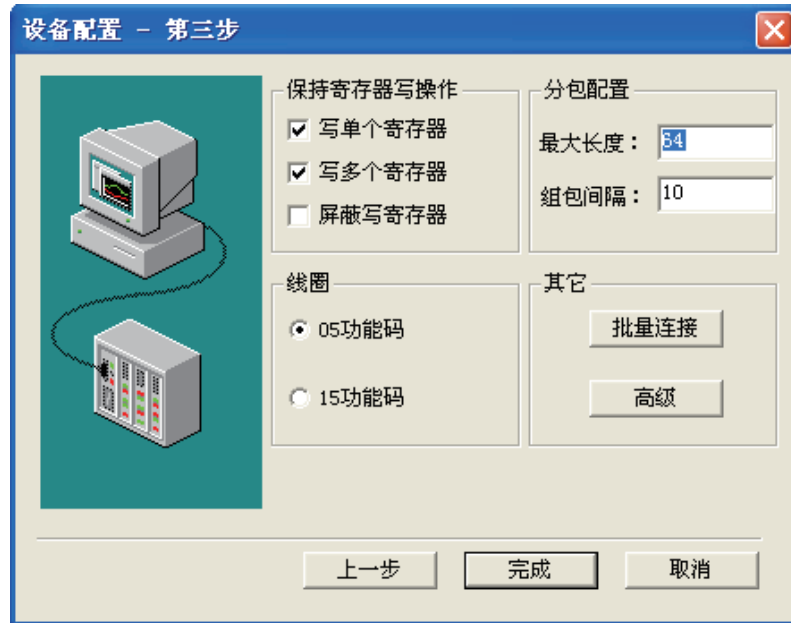 设备配置 - 第三步
保持寄存器写操作
写单个寄存器
写多个寄存器
屏蔽写寄存器
分包配置
最大长度： 64
组包间隔： 10
线圈
05功能码
15功能码
其它
批量连接
高级
上一步 完成 取消